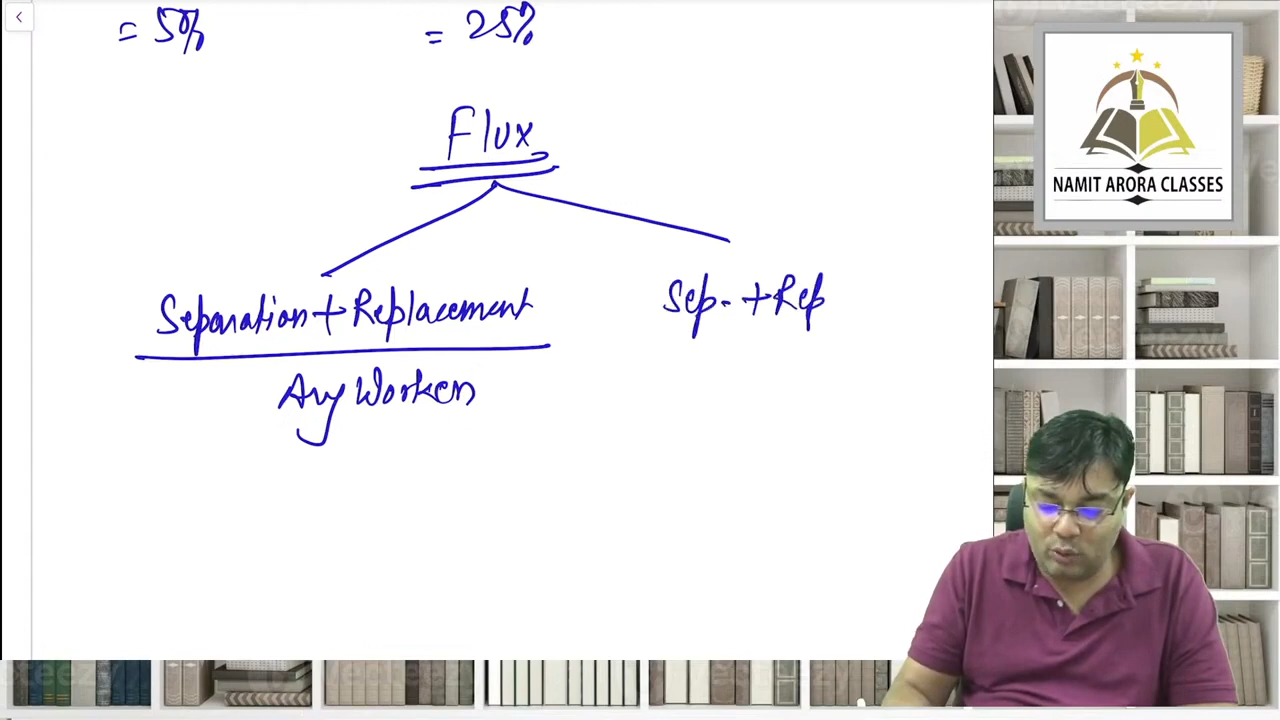 = 5% = 25%
Flux
Separation + Replacement
Avg Workers
Sep. + Rep
NAMIT ARORA CLASSES